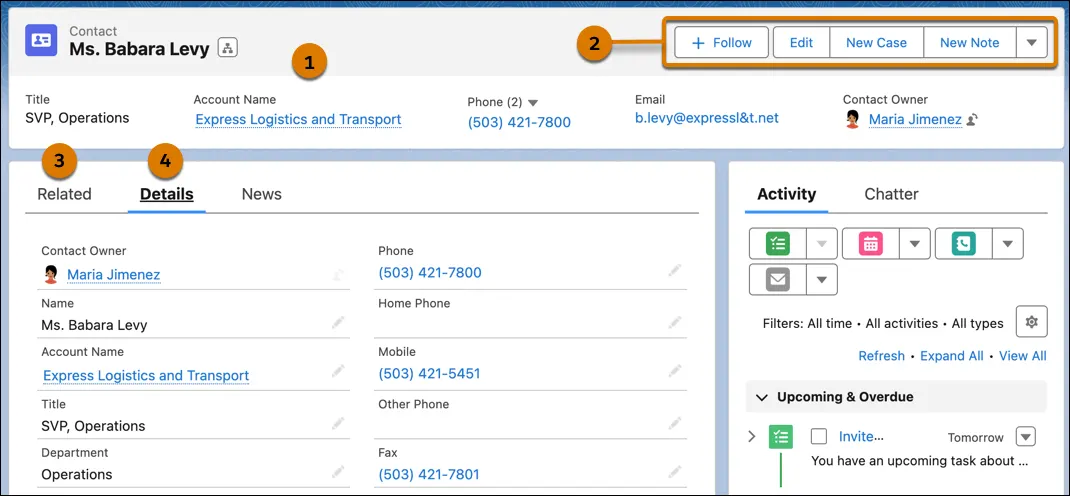 Contact
Ms. Babara Levy
1
2
+ Follow
Edit
New Case
New Note
Title
SVP, Operations
Account Name
Express Logistics and Transport
Phone (2)
(503) 421-7800
Email
b.levy@expressl&t.net
Contact Owner
Maria Jimenez
3
4
Related
Details
News
Contact Owner
Maria Jimenez
Name
Ms. Babara Levy
Account Name
Express Logistics and Transport
Title
SVP, Operations
Department
Operations
Phone
(503) 421-7800
Home Phone
Mobile
(503) 421-5451
Other Phone
Fax
(503) 421-7801
Activity
Chatter
Filters: All time • All activities • All types
Refresh • Expand All • View All
Upcoming & Overdue
Invite...
Tomorrow
You have an upcoming task about ...